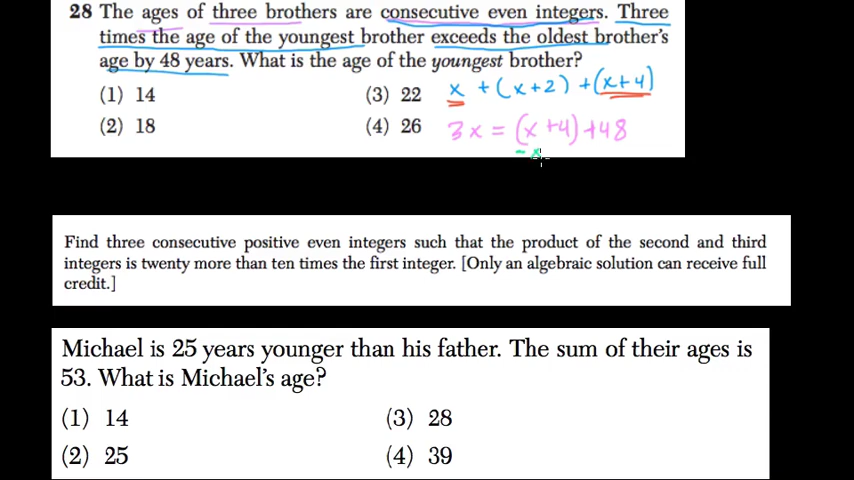 28 The ages of three brothers are consecutive even integers. Three
times the age of the youngest brother exceeds the oldest brother's
age by 48 years. What is the age of the youngest brother?
(1) 14 (3) 22 x + (x+2) + (x+4)
(2) 18 (4) 26 3x = (x+4)+48
- x
Find three consecutive positive even integers such that the product of the second and third
integers is twenty more than ten times the first integer. [Only an algebraic solution can receive full
credit.]
Michael is 25 years younger than his father. The sum of their ages is
53. What is Michael's age?
(1) 14 (3) 28
(2) 25 (4) 39